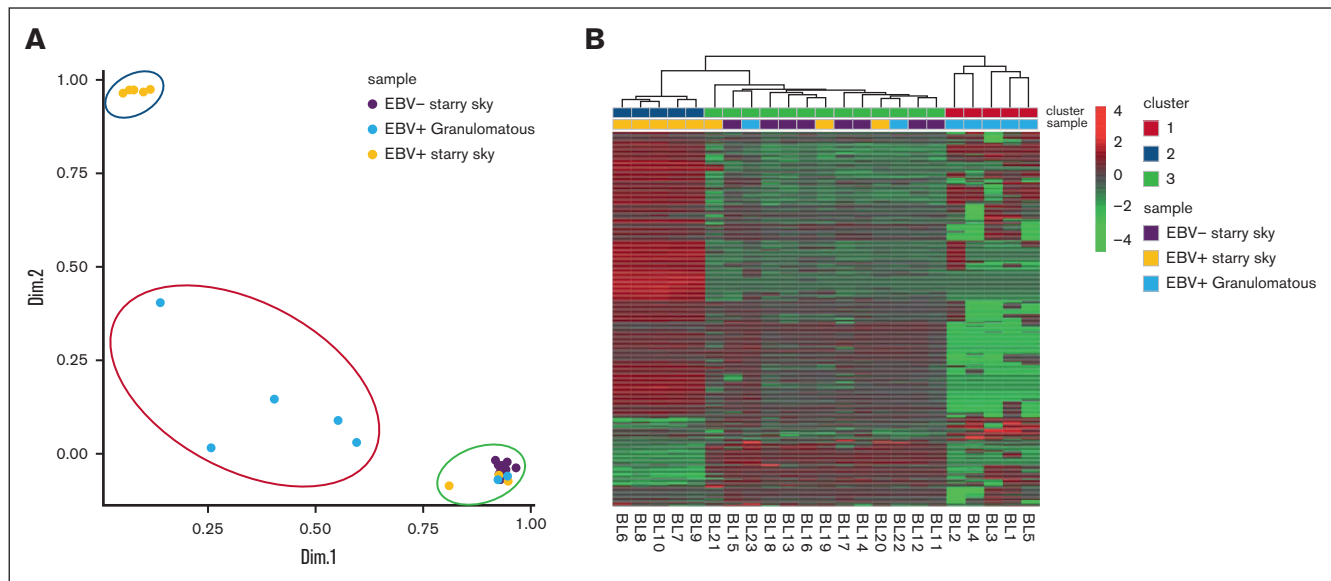 A
sample
EBV− starry sky
EBV+ Granulomatous
EBV+ starry sky
1.00
0.75
0.50
0.25
0.00
Dim.2
0.25
0.50
0.75
1.00
Dim.1
B
cluster
sample
4
2
0
−2
−4
cluster
1
2
3
sample
EBV− starry sky
EBV+ starry sky
EBV+ Granulomatous
BL6
BL8
BL10
BL7
BL9
BL21
BL15
BL23
BL18
BL13
BL16
BL19
BL17
BL14
BL20
BL22
BL12
BL11
BL2
BL4
BL3
BL1
BL5